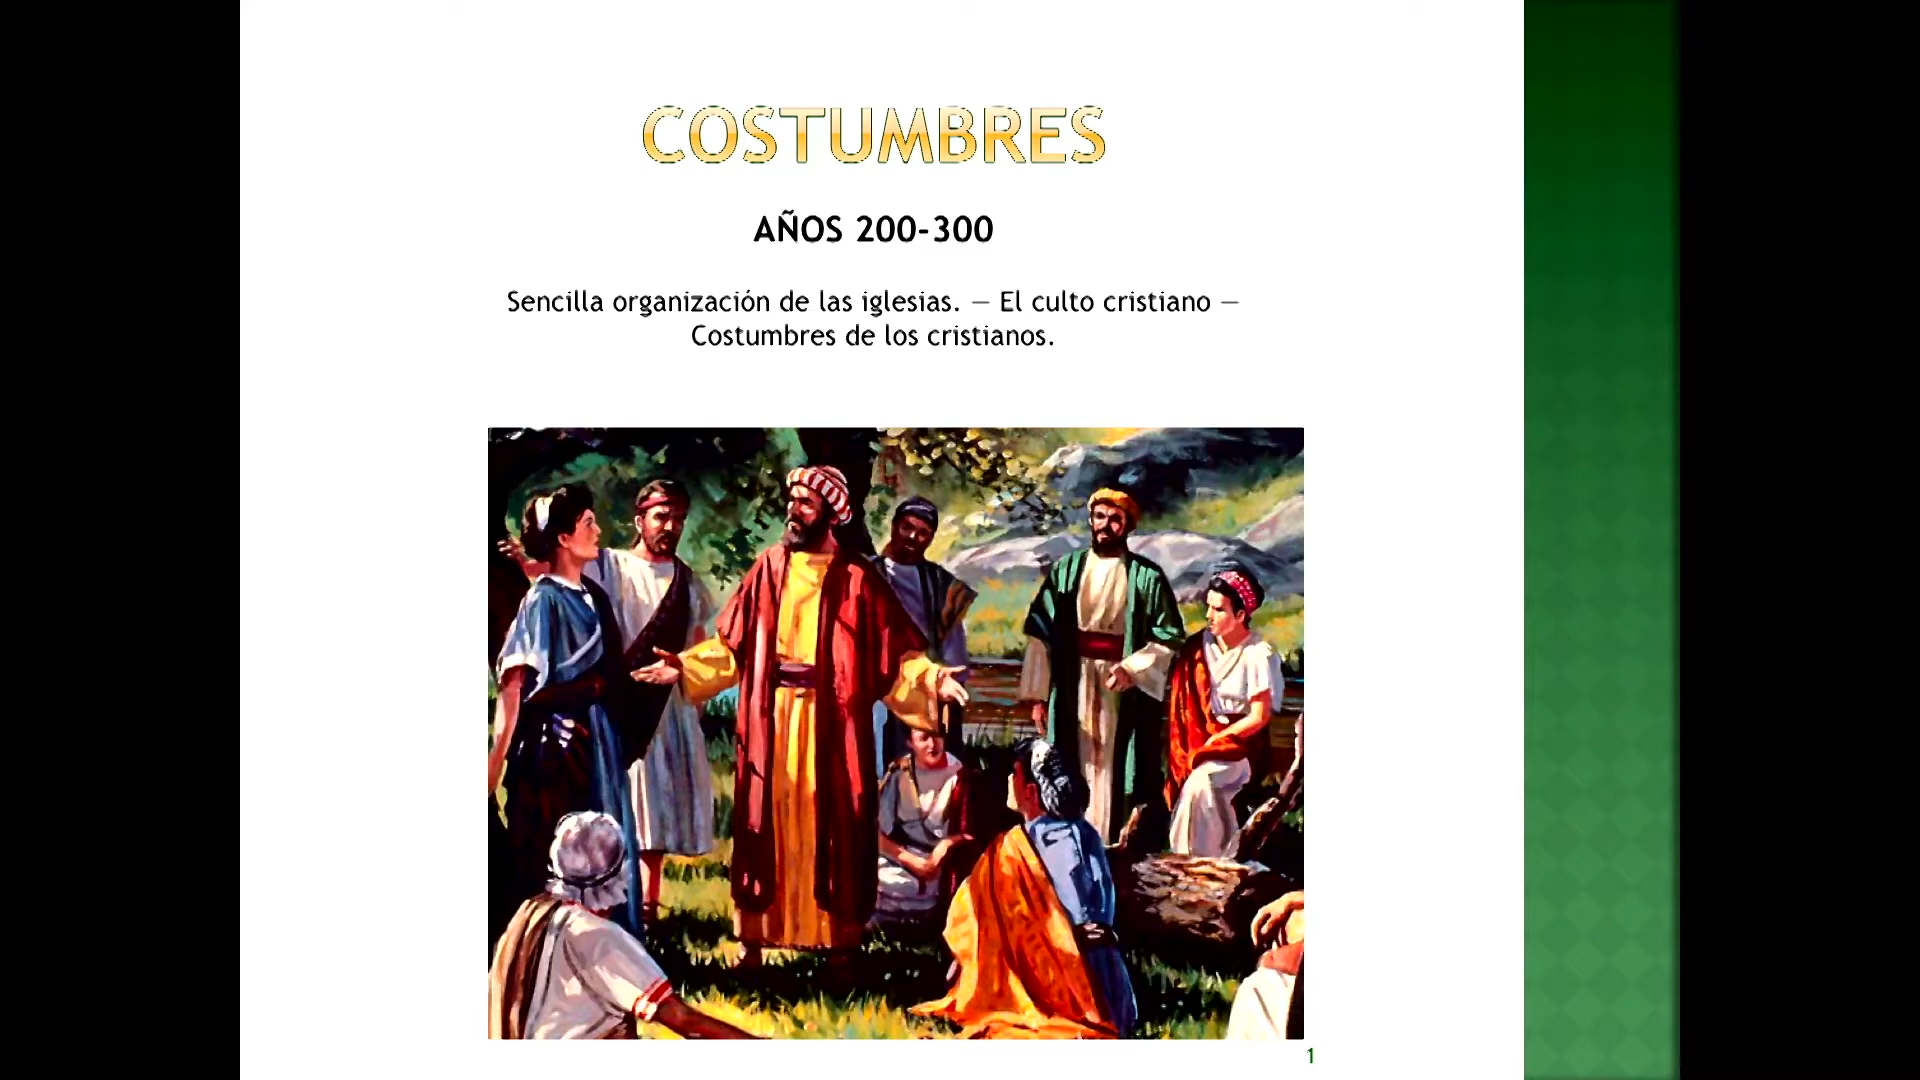 COSTUMBRES
AÑOS 200-300
Sencilla organización de las iglesias. — El culto cristiano —
Costumbres de los cristianos.
1